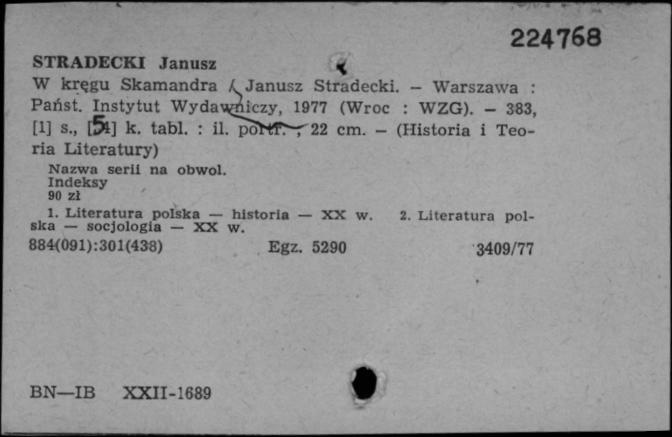 224768
STRADECKI Janusz
W kręgu Skamandra / Janusz Stradecki. — Warszawa :
Państ. Instytut Wydawniczy, 1977 (Wroc : WZG). — 383,
[1] s., [54] k. tabl. : il. portr. ; 22 cm. — (Historia i Teo-
ria Literatury)
Nazwa serii na obwol.
Indeksy
90 zł
1. Literatura polska — historia — XX w. 2. Literatura pol-
ska — socjologia — XX w.
884(091):301(438) Egz. 5290 3409/77
BN—IB XXII-1689